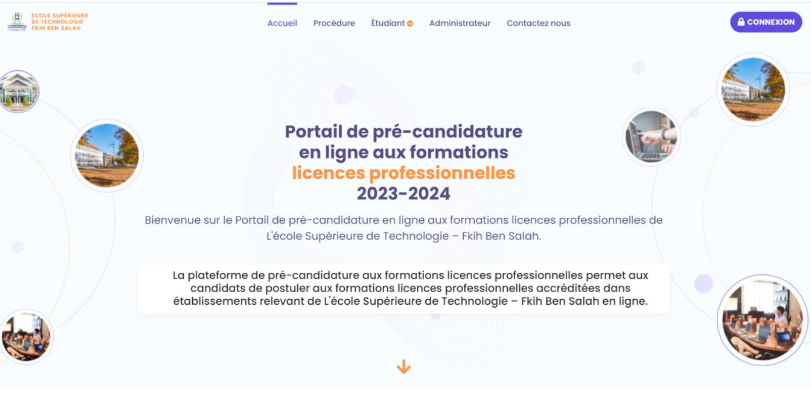 ECOLE SUPÉRIEURE
DE TECHNOLOGIE
FKIH BEN SALAH
Accueil Procédure Étudiant Administrateur Contactez nous
CONNEXION
Portail de pré-candidature
en ligne aux formations
licences professionnelles
2023-2024
Bienvenue sur le Portail de pré-candidature en ligne aux formations licences professionnelles de
L'école Supérieure de Technologie – Fkih Ben Salah.
La plateforme de pré-candidature aux formations licences professionnelles permet aux
candidats de postuler aux formations licences professionnelles accréditées dans
établissements relevant de L'école Supérieure de Technologie – Fkih Ben Salah en ligne.